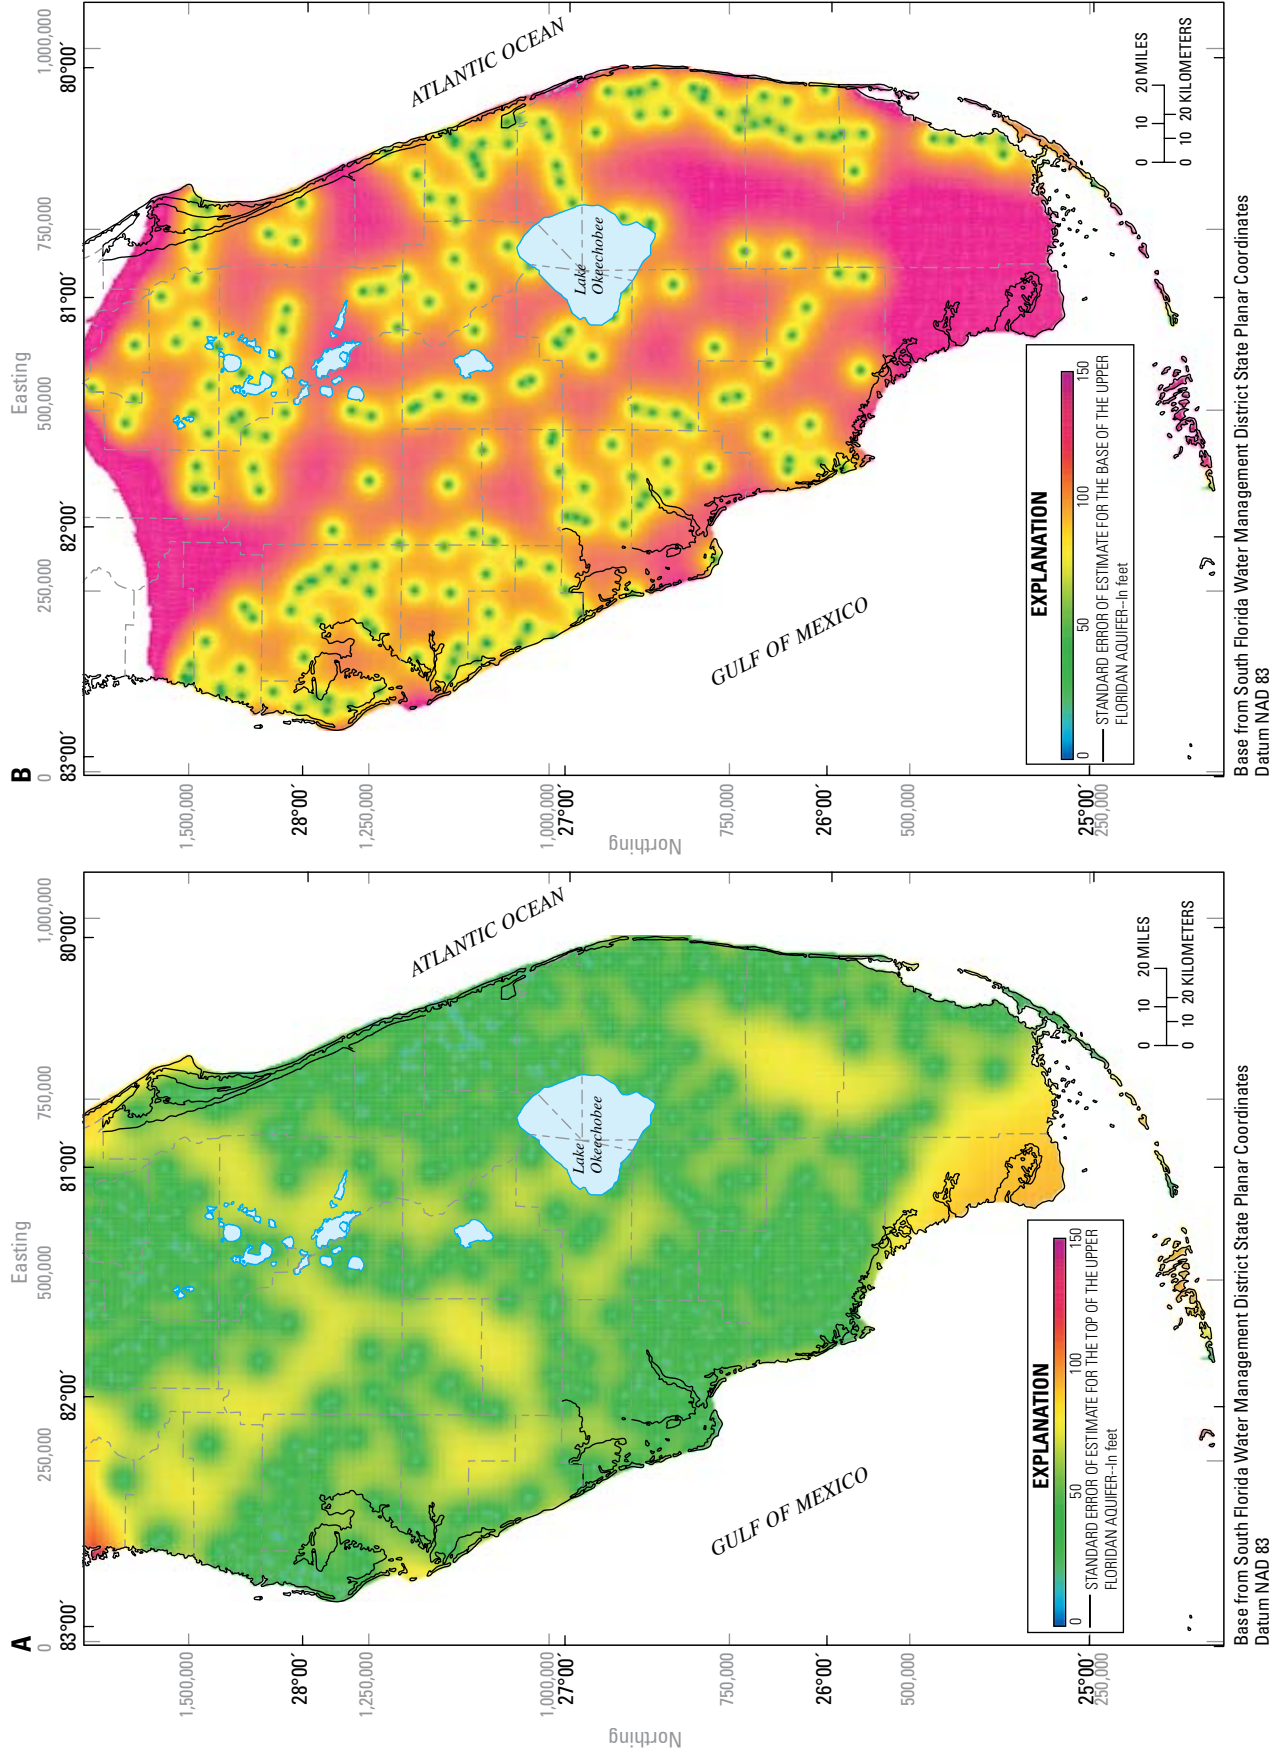 A
0
250,000
500,000
750,000
1,000,000
Easting
83°00´
82°00´
81°00´
80°00´
1,500,000
28°00´
1,250,000
1,000,000
27°00´
750,000
26°00´
500,000
25°00´
250,000
Northing
ATLANTIC OCEAN
Lake
Okeechobee
GULF OF MEXICO
EXPLANATION
0
50
100
150
STANDARD ERROR OF ESTIMATE FOR THE TOP OF THE UPPER
FLORIDAN AQUIFER--In feet
0 10 20 MILES
0 10 20 KILOMETERS
Base from South Florida Water Management District State Planar Coordinates
Datum NAD 83
B
0
250,000
500,000
750,000
1,000,000
Easting
83°00´
82°00´
81°00´
80°00´
1,500,000
28°00´
1,250,000
1,000,000
27°00´
750,000
26°00´
500,000
25°00´
250,000
Northing
ATLANTIC OCEAN
Lake
Okeechobee
GULF OF MEXICO
EXPLANATION
0
50
100
150
STANDARD ERROR OF ESTIMATE FOR THE BASE OF THE UPPER
FLORIDAN AQUIFER--In feet
0 10 20 MILES
0 10 20 KILOMETERS
Base from South Florida Water Management District State Planar Coordinates
Datum NAD 83